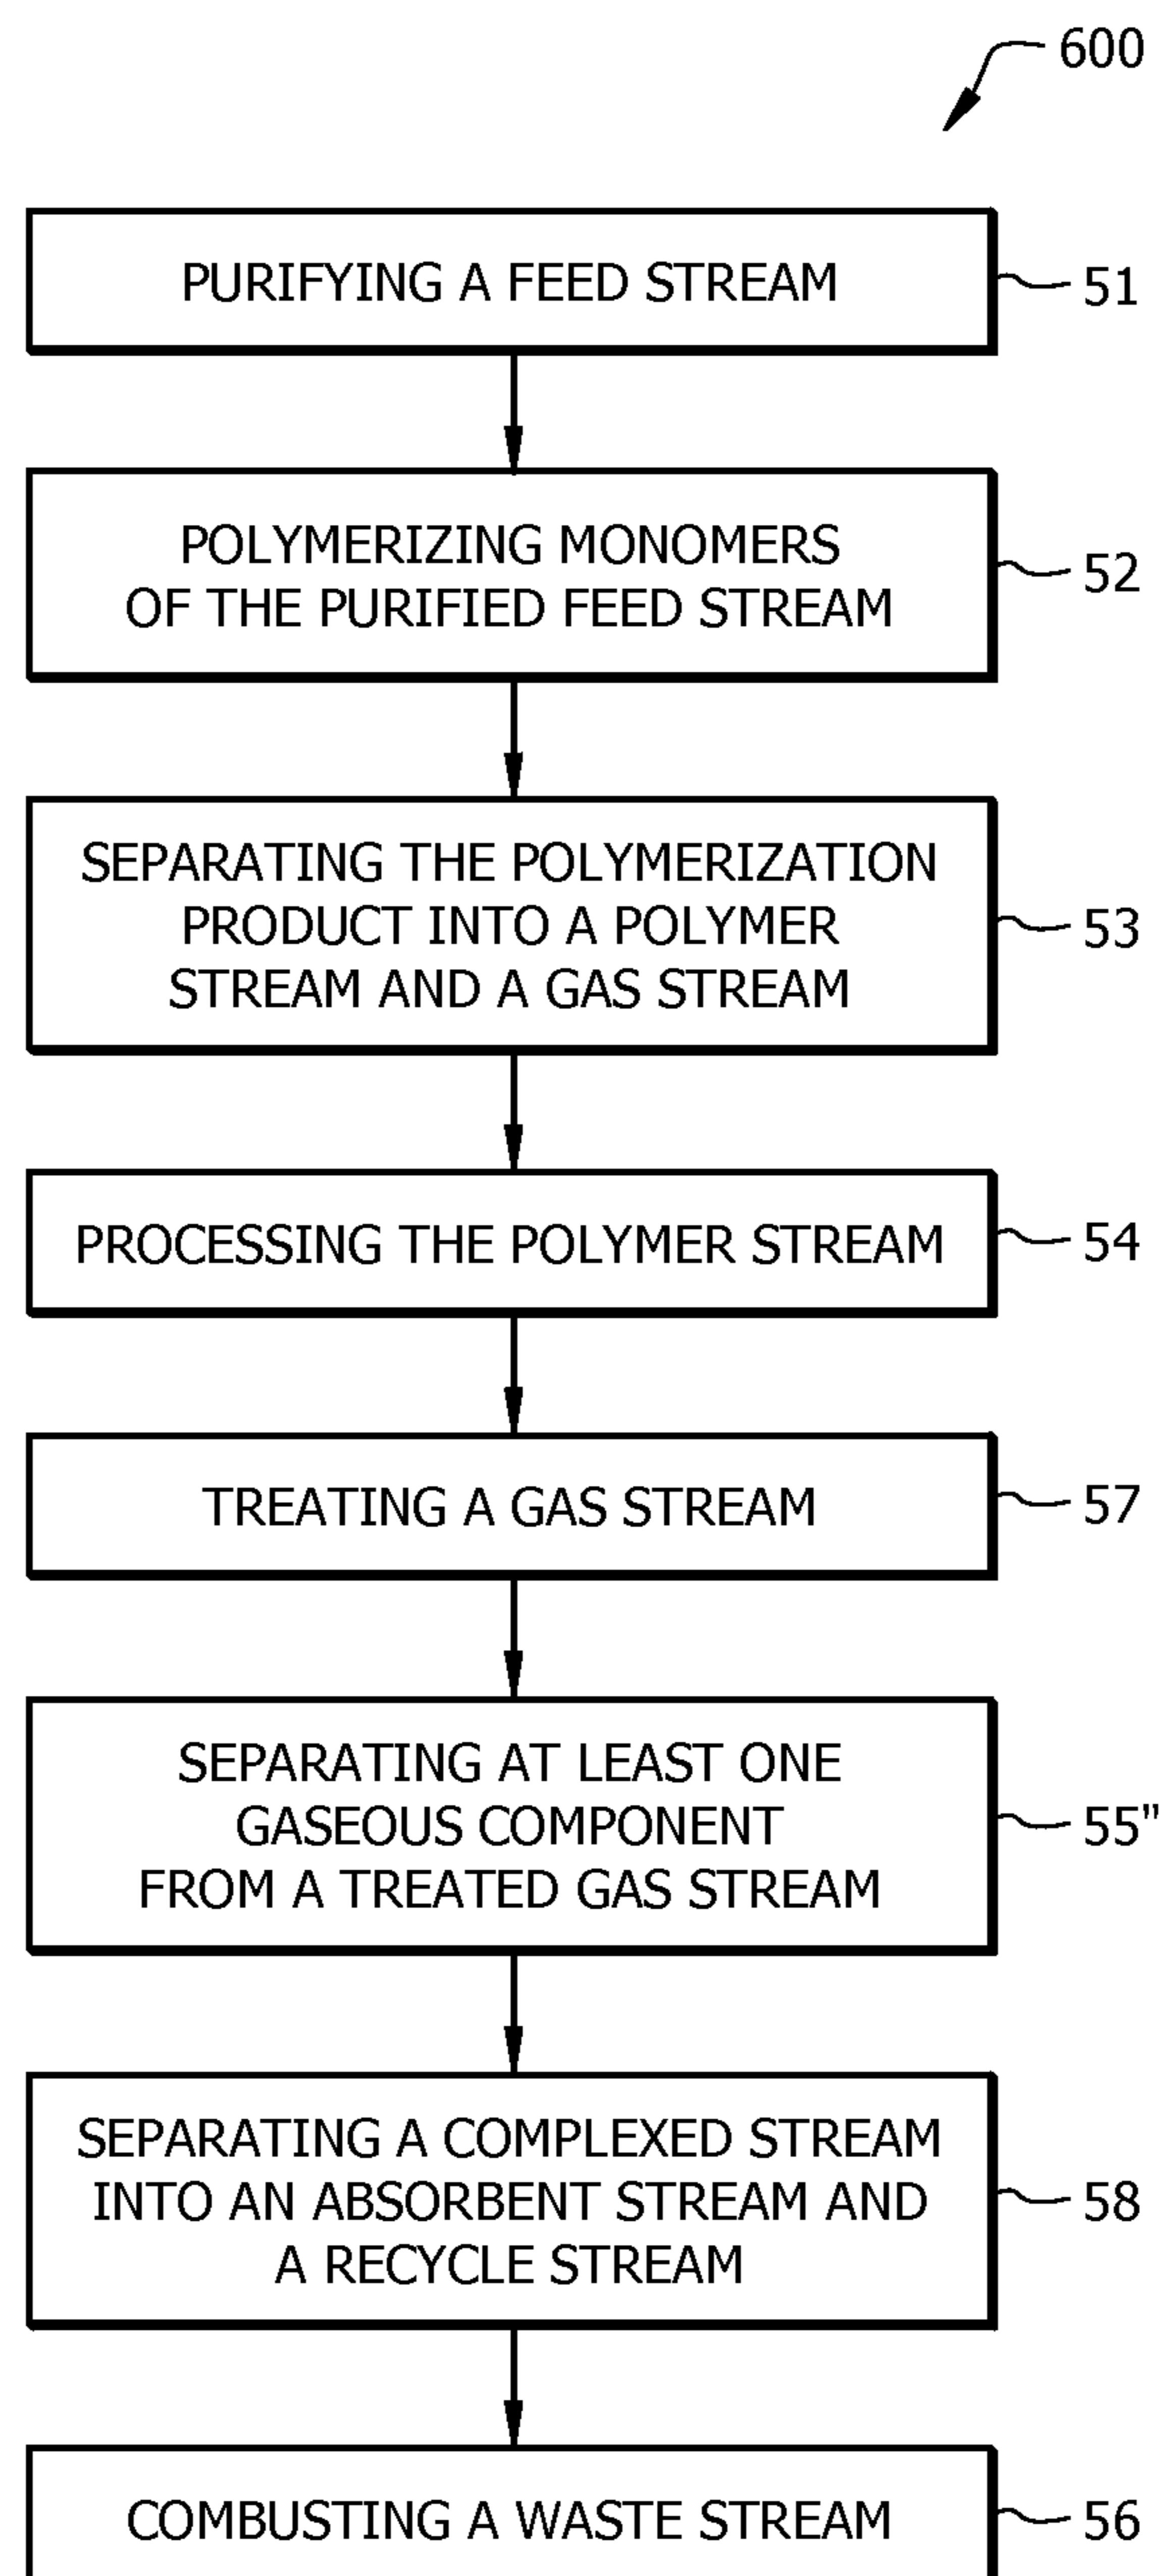 600
PURIFYING A FEED STREAM
51
POLYMERIZING MONOMERS
OF THE PURIFIED FEED STREAM
52
SEPARATING THE POLYMERIZATION
PRODUCT INTO A POLYMER
STREAM AND A GAS STREAM
53
PROCESSING THE POLYMER STREAM
54
TREATING A GAS STREAM
57
SEPARATING AT LEAST ONE
GASEOUS COMPONENT
FROM A TREATED GAS STREAM
55"
SEPARATING A COMPLEXED STREAM
INTO AN ABSORBENT STREAM AND
A RECYCLE STREAM
58
COMBUSTING A WASTE STREAM
56